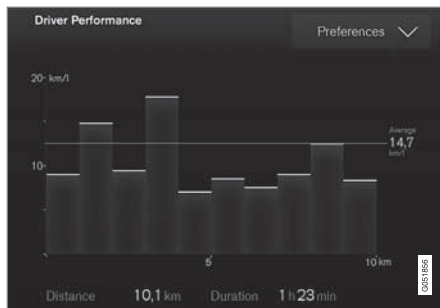 Driver Performance
Preferences
20 km/l
Average
14,7
km/l
10
5
10 km
G051856
Distance 10,1 km Duration 1 h 23 min